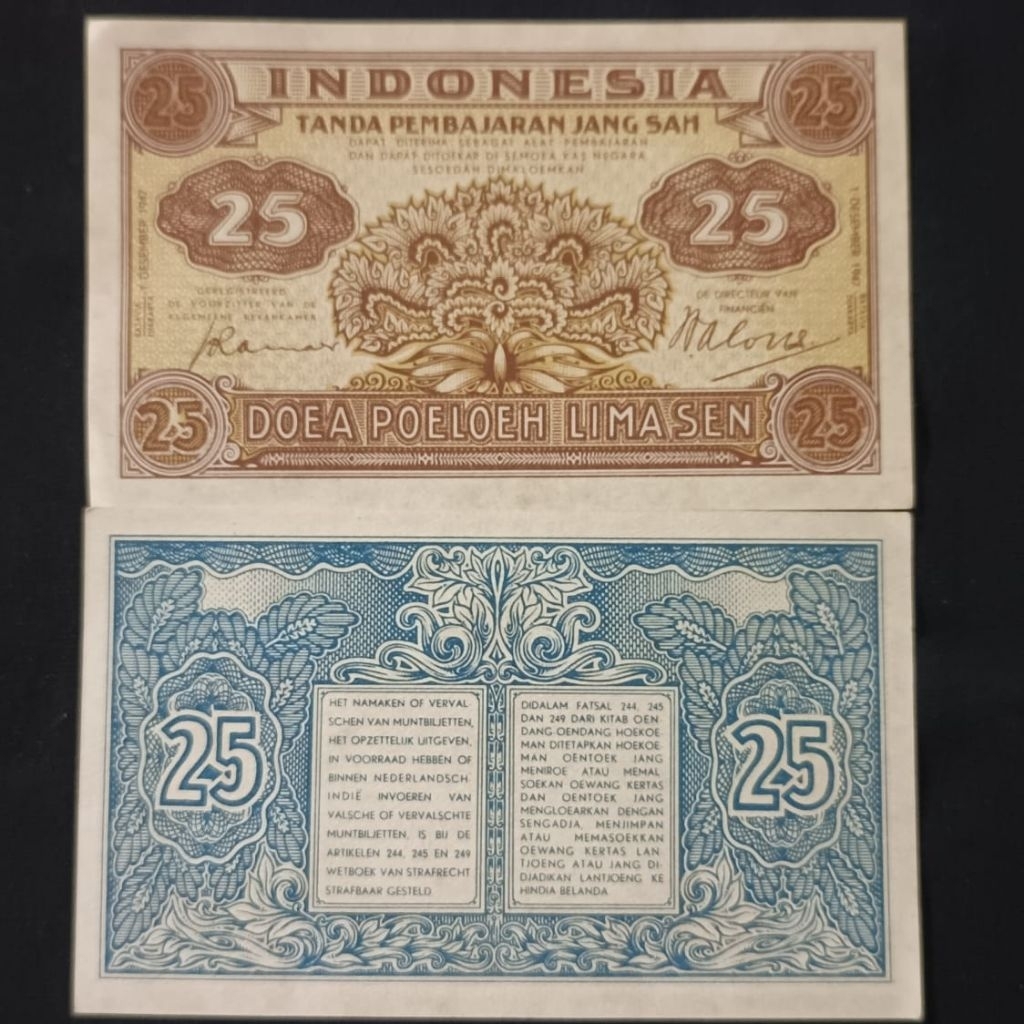 25
INDONESIA
25
TANDA PEMBAJARAN JANG SAH
DAPAT DITERIMA SEBAGAI ALAT PEMBAJARAN
DAN DAPAT DITOEKAR DI SEMOEA KAS NEGARA
SESOEDAH DIMAKLOEMKAN
25
25
DESEMBER 1947
1 DESEMBER 1947
GEREGISTREERD
DE VOORZITTER VAN DE
ALGEMEENE REKENKAMER
DE DIRECTEUR VAN
FINANCIËN
25
DOEA POELOEH LIMA SEN
25
HET NAMAKEN OF VERVAL
SCHEN VAN MUNTBILJETTEN,
HET OPZETTELIJK UITGEVEN,
IN VOORRAAD HEBBEN OF
BINNEN NEDERLANDSCH
INDIË INVOEREN VAN
VALSCHE OF VERVALSCHTE
MUNTBILJETTEN, IS BIJ DE
ARTIKELEN 244, 245 EN 249
WETBOEK VAN STRAFRECHT
STRAFBAAR GESTELD
DIDALAM FATSAL 244, 245
DAN 249 DARI KITAB OEN
DANG OENDANG HOEKOE
MAN DITETAPKAN HOEKOE
MAN OENTOEK JANG
MENIROE ATAU MEMAL
SOEKAN OEWANG KERTAS
DAN OENTOEK JANG
MENGLOEARKAN DENGAN
SENGADJA, MENJIMPAN
ATAU MEMASOEKKAN
OEWANG KERTAS LAN
TJOENG ATAU JANG DI-
DJADIKAN LANTJOENG KE
HINDIA BELANDA
25
25